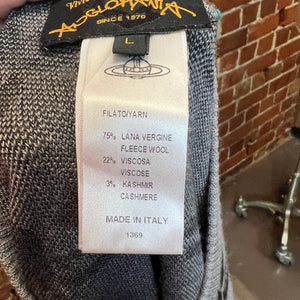 Vivie
ANGLOMANIA
SINCE 1970
L
FILATO/YARN
75% LANA VERGINE
FLEECE WOOL
22% VISCOSA
VISCOSE
3% KASHMIR
CASHMERE
MADE IN ITALY
1369